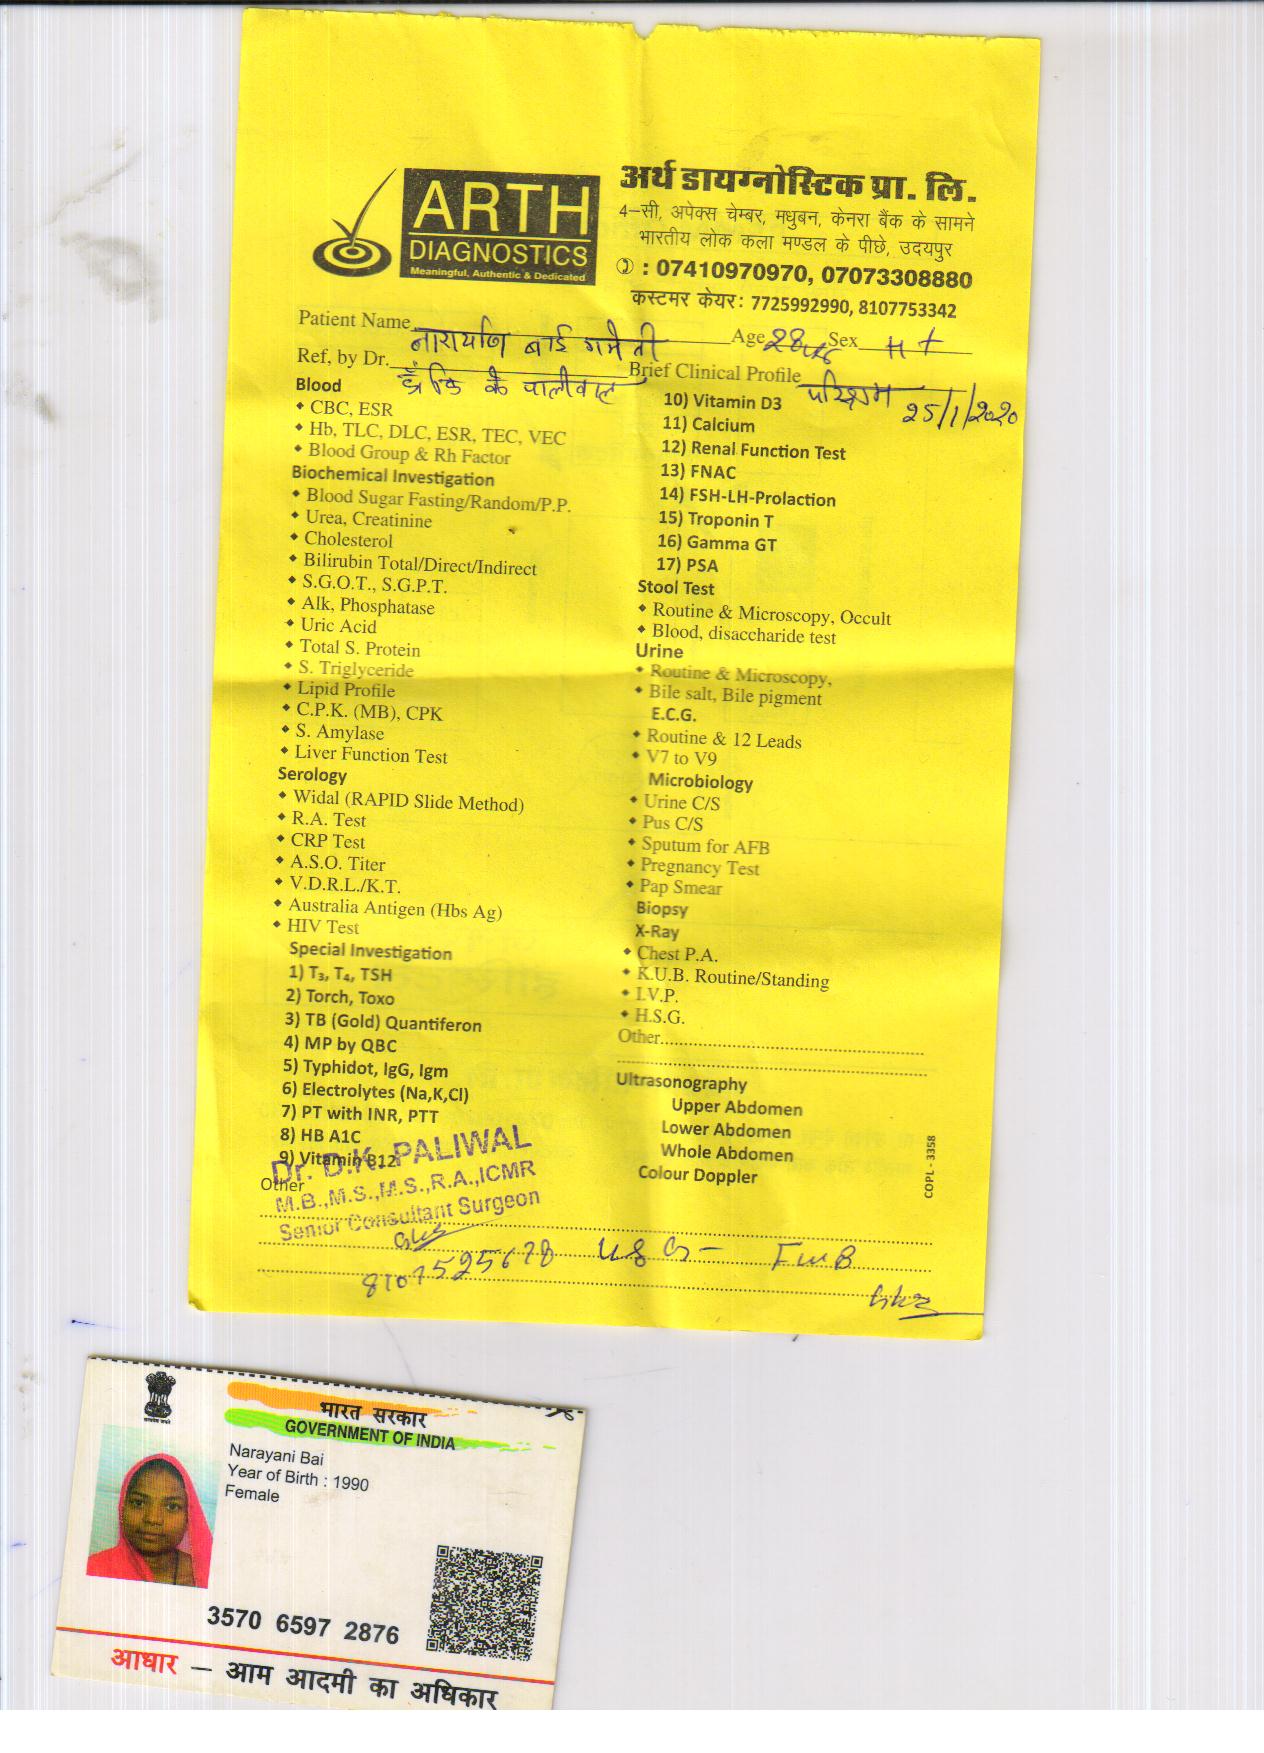 ARTH
DIAGNOSTICS
Meaningful, Authentic & Dedicated
अर्थ डायग्नोस्टिक प्रा. लि.
4–सी, अपेक्स चेम्बर, मधुबन, केनरा बैंक के सामने
भारतीय लोक कला मण्डल के पीछे, उदयपुर
: 07410970970, 07073308880
कस्टमर केयर: 7725992990, 8107753342
Patient Name नारायणि बाई गमेती Age 28 Sex
Ref, by Dr. डॉ डि के पालीवाल Brief Clinical Profile
25/1/2020
Blood
CBC, ESR
Hb, TLC, DLC, ESR, TEC, VEC
Blood Group & Rh Factor
Biochemical Investigation
Blood Sugar Fasting/Random/P.P.
Urea, Creatinine
Cholesterol
Bilirubin Total/Direct/Indirect
S.G.O.T., S.G.P.T.
Alk, Phosphatase
Uric Acid
Total S. Protein
S. Triglyceride
Lipid Profile
C.P.K. (MB), CPK
S. Amylase
Liver Function Test
Serology
Widal (RAPID Slide Method)
R.A. Test
CRP Test
A.S.O. Titer
V.D.R.L./K.T.
Australia Antigen (Hbs Ag)
HIV Test
Special Investigation
1) T₃, T₄, TSH
2) Torch, Toxo
3) TB (Gold) Quantiferon
4) MP by QBC
5) Typhidot, IgG, Igm
6) Electrolytes (Na,K,Cl)
7) PT with INR, PTT
8) HB A1C
9) Vitamin B12
Other
10) Vitamin D3
11) Calcium
12) Renal Function Test
13) FNAC
14) FSH-LH-Prolaction
15) Troponin T
16) Gamma GT
17) PSA
Stool Test
Routine & Microscopy, Occult
Blood, disaccharide test
Urine
Routine & Microscopy,
Bile salt, Bile pigment
E.C.G.
Routine & 12 Leads
V7 to V9
Microbiology
Urine C/S
Pus C/S
Sputum for AFB
Pregnancy Test
Pap Smear
Biopsy
X-Ray
Chest P.A.
K.U.B. Routine/Standing
I.V.P.
H.S.G.
Other
Ultrasonography
Upper Abdomen
Lower Abdomen
Whole Abdomen
Colour Doppler
COPL - 3358
Dr. D.K. PALIWAL
M.B.,M.S.,M.S.,R.A.,ICMR
Senior Consultant Surgeon
8107525678 USG – FWB
भारत सरकार
GOVERNMENT OF INDIA
Narayani Bai
Year of Birth : 1990
Female
3570 6597 2876
आधार – आम आदमी का अधिकार